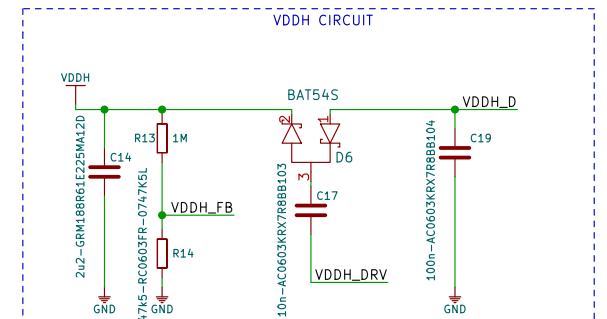 VDDH CIRCUIT
VDDH
BAT54S
VDDH_D
2
1
R13
1M
C14
D6
C19
3
C17
VDDH_FB
R14
VDDH_DRV
GND
GND
GND
2u2-GRM188R61E225MA12D
47k5-RC0603FR-0747K5L
10n-AC0603KRX7R8BB103
100n-AC0603KRX7R8BB104